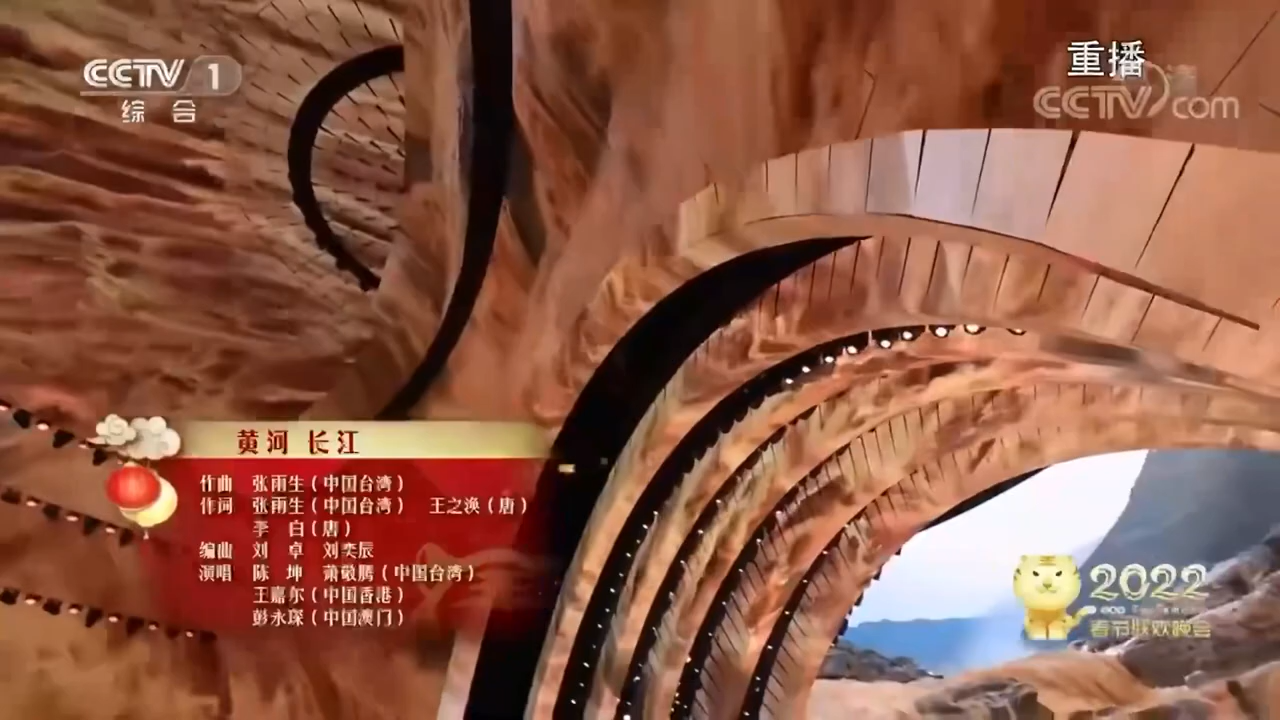 CCTV 1
综合
重播
CCTV com
黄河 长江
作曲 张雨生（中国台湾）
作词 张雨生（中国台湾） 王之涣（唐）
李 白（唐）
编曲 刘 卓 刘奕辰
演唱 陈 坤 萧敬腾（中国台湾）
王嘉尔（中国香港）
彭永琛（中国澳门）
2022
春节联欢晚会